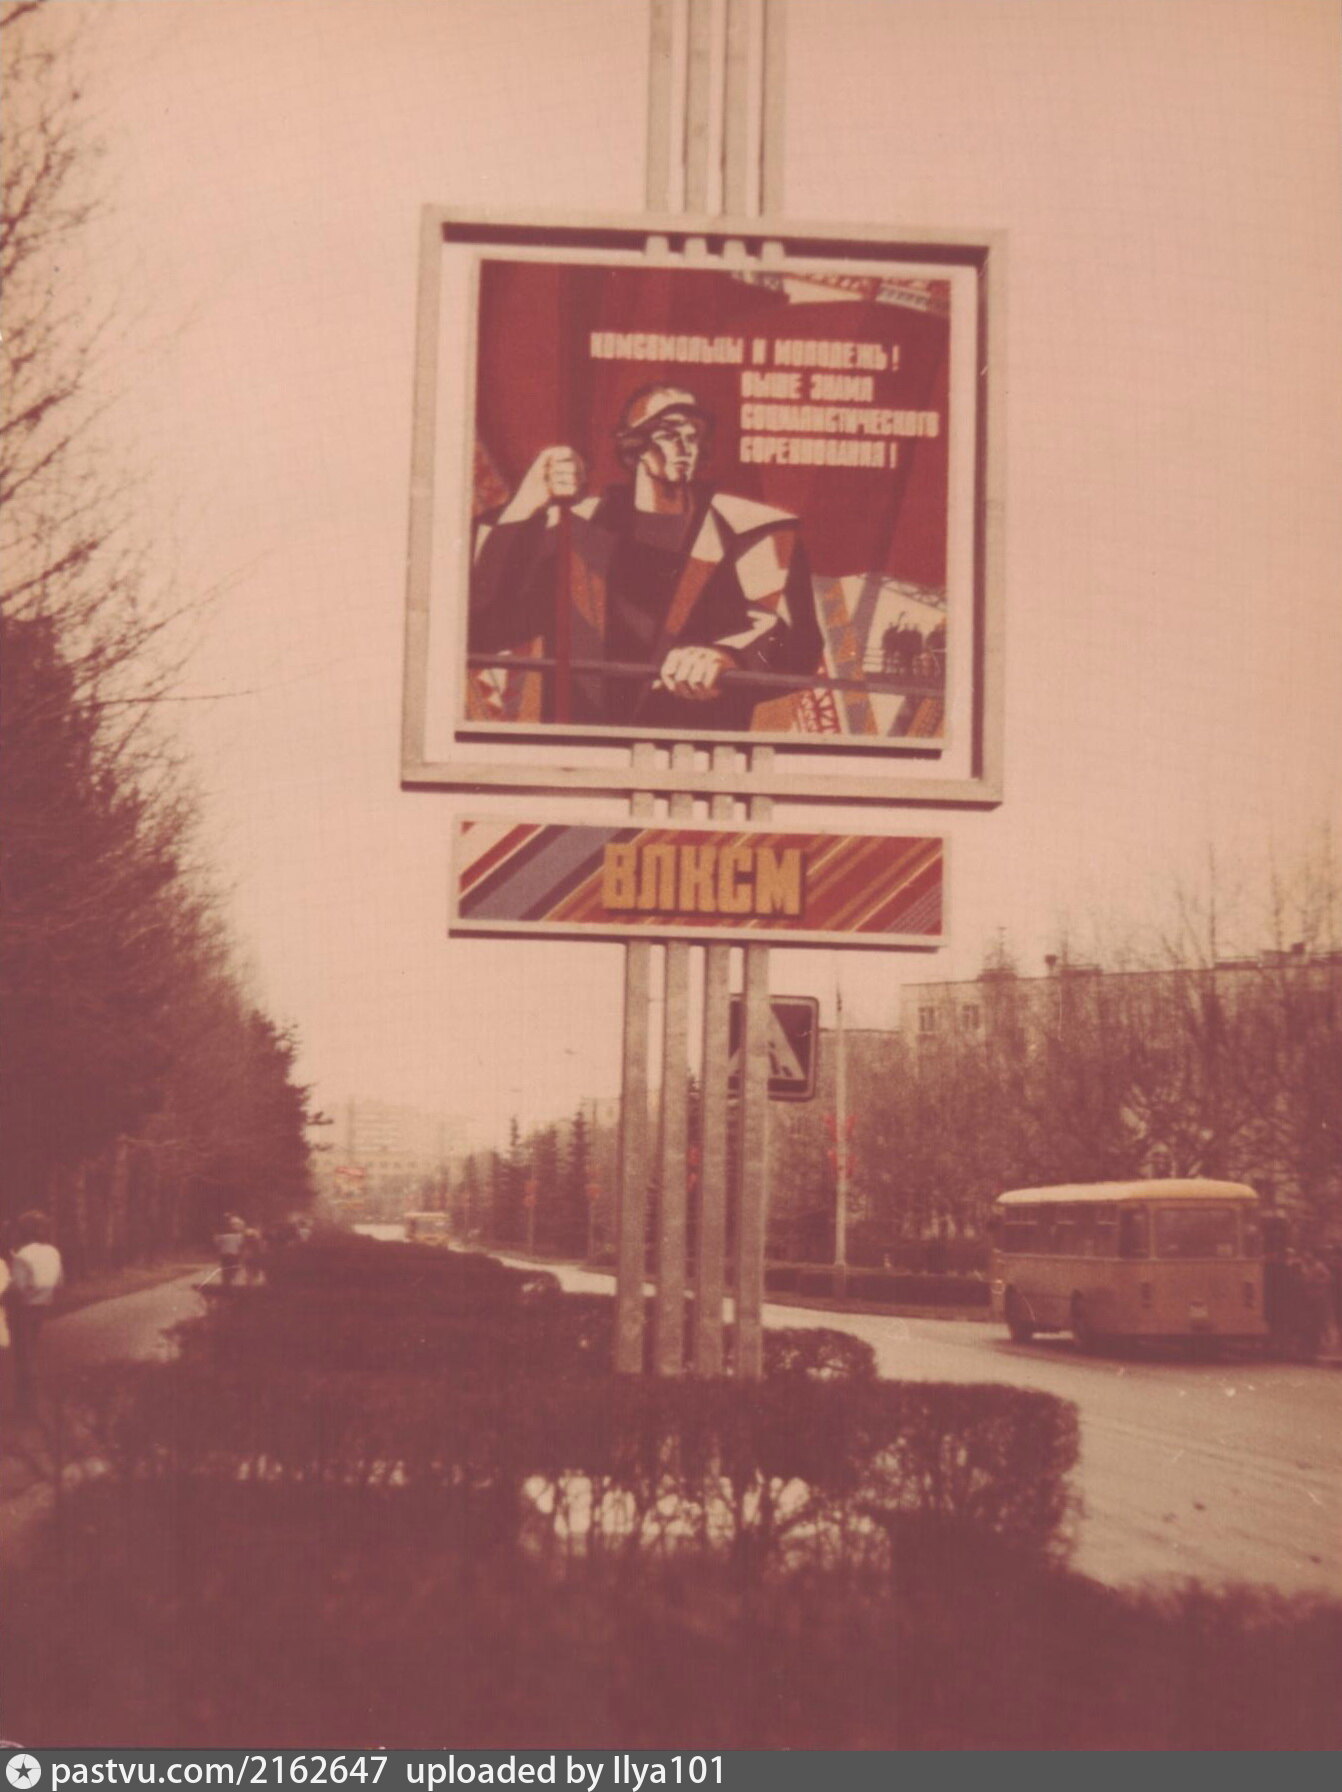 КОМСОМОЛЬЦЫ И МОЛОДЕЖЬ!
ВЫШЕ ЗНАМЯ
СОЦИАЛИСТИЧЕСКОГО
СОРЕВНОВАНИЯ!
ВЛКСМ
pastvu.com/2162647 uploaded by Ilya101